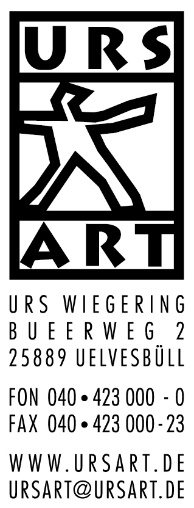 URS
ART
URS WIEGERING
BUEERWEG 2
25889 UELVESBÜLL
FON 040 • 423 000 - 0
FAX 040 • 423 000 - 23
WWW.URSART.DE
URSART@URSART.DE